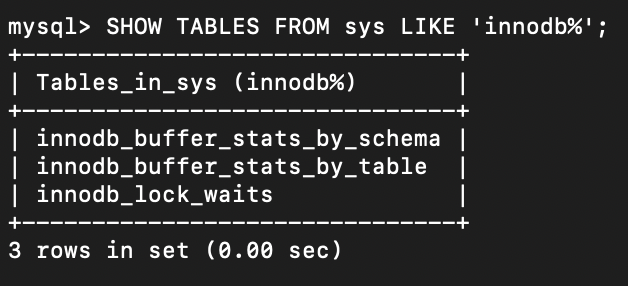 mysql> SHOW TABLES FROM sys LIKE 'innodb%';
+-------------------------------+
| Tables_in_sys (innodb%)       |
+-------------------------------+
| innodb_buffer_stats_by_schema |
| innodb_buffer_stats_by_table  |
| innodb_lock_waits             |
+-------------------------------+
3 rows in set (0.00 sec)